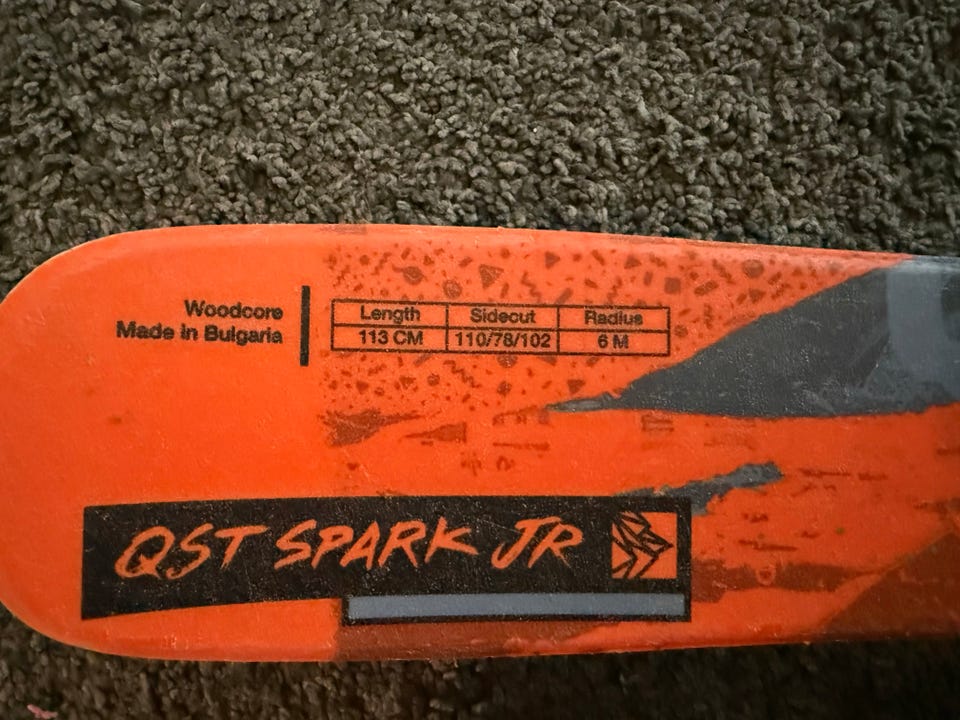 Woodcore
Made in Bulgaria
Length Sidecut Radius
113 CM 110/78/102 6 M
QST SPARK JR